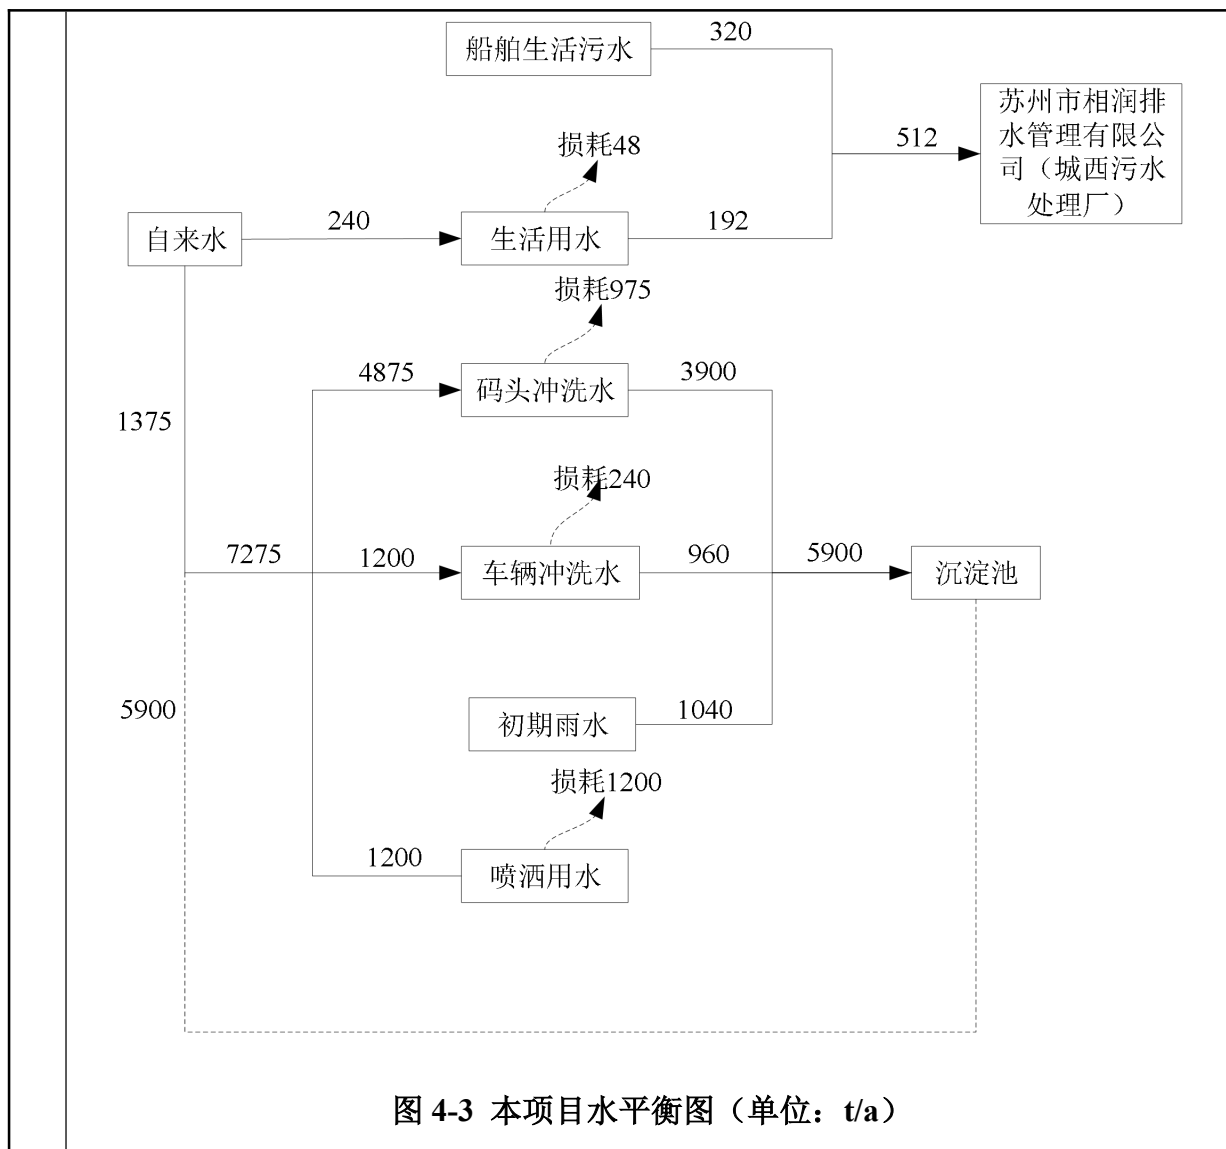 船舶生活污水
320
苏州市相润排
水管理有限公
司（城西污水
处理厂）
512
损耗48
自来水
240
生活用水
192
损耗975
4875
码头冲洗水
3900
1375
损耗240
7275
1200
车辆冲洗水
960
5900
沉淀池
5900
初期雨水
1040
损耗1200
1200
喷洒用水
图 4-3 本项目水平衡图（单位：t/a）